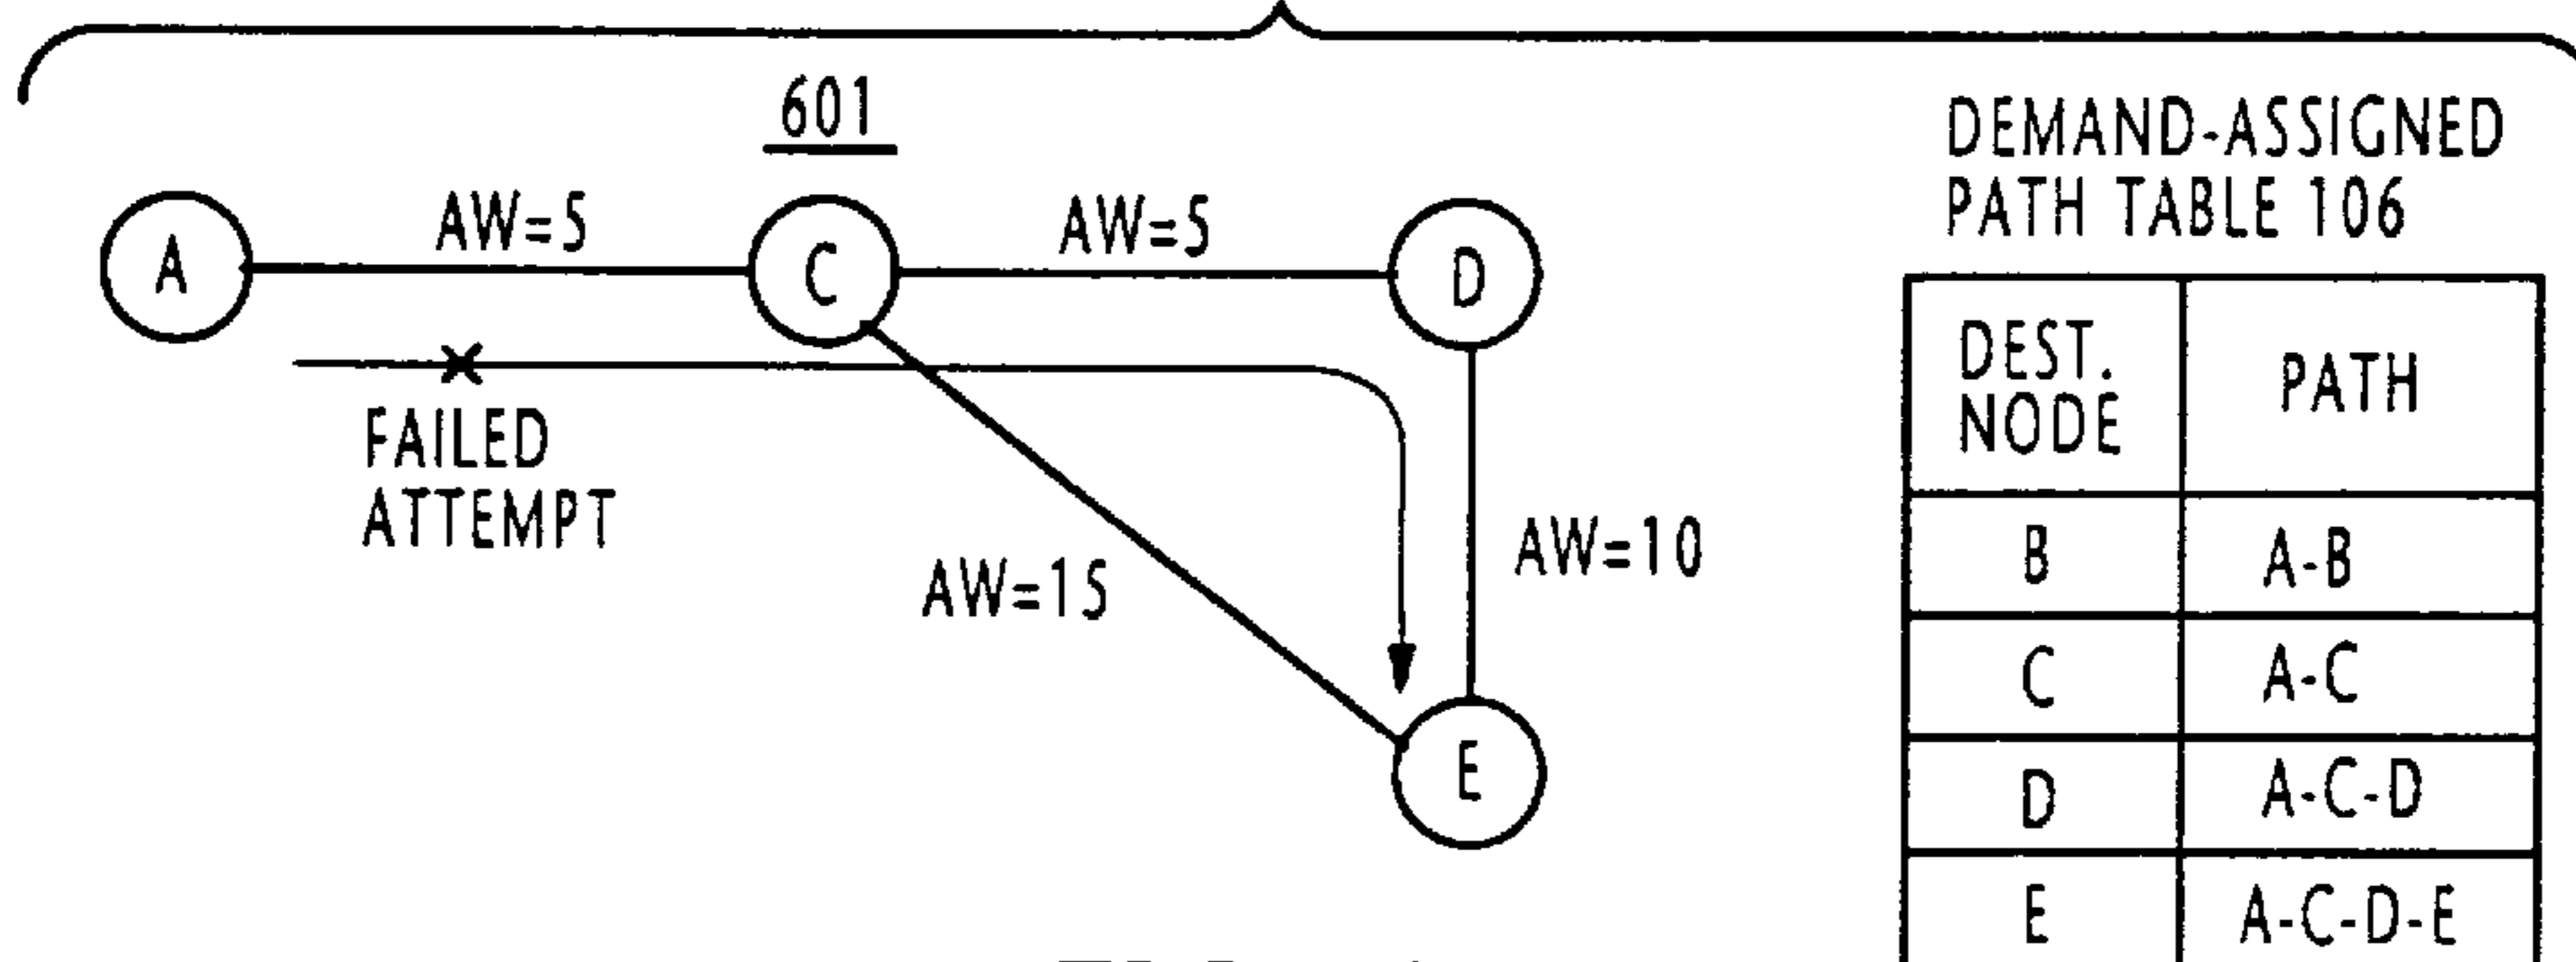 601
A
AW=5
C
AW=5
D
FAILED
ATTEMPT
AW=15
AW=10
E
DEMAND-ASSIGNED
PATH TABLE 106
DEST. NODE PATH
B A-B
C A-C
D A-C-D
E A-C-D-E